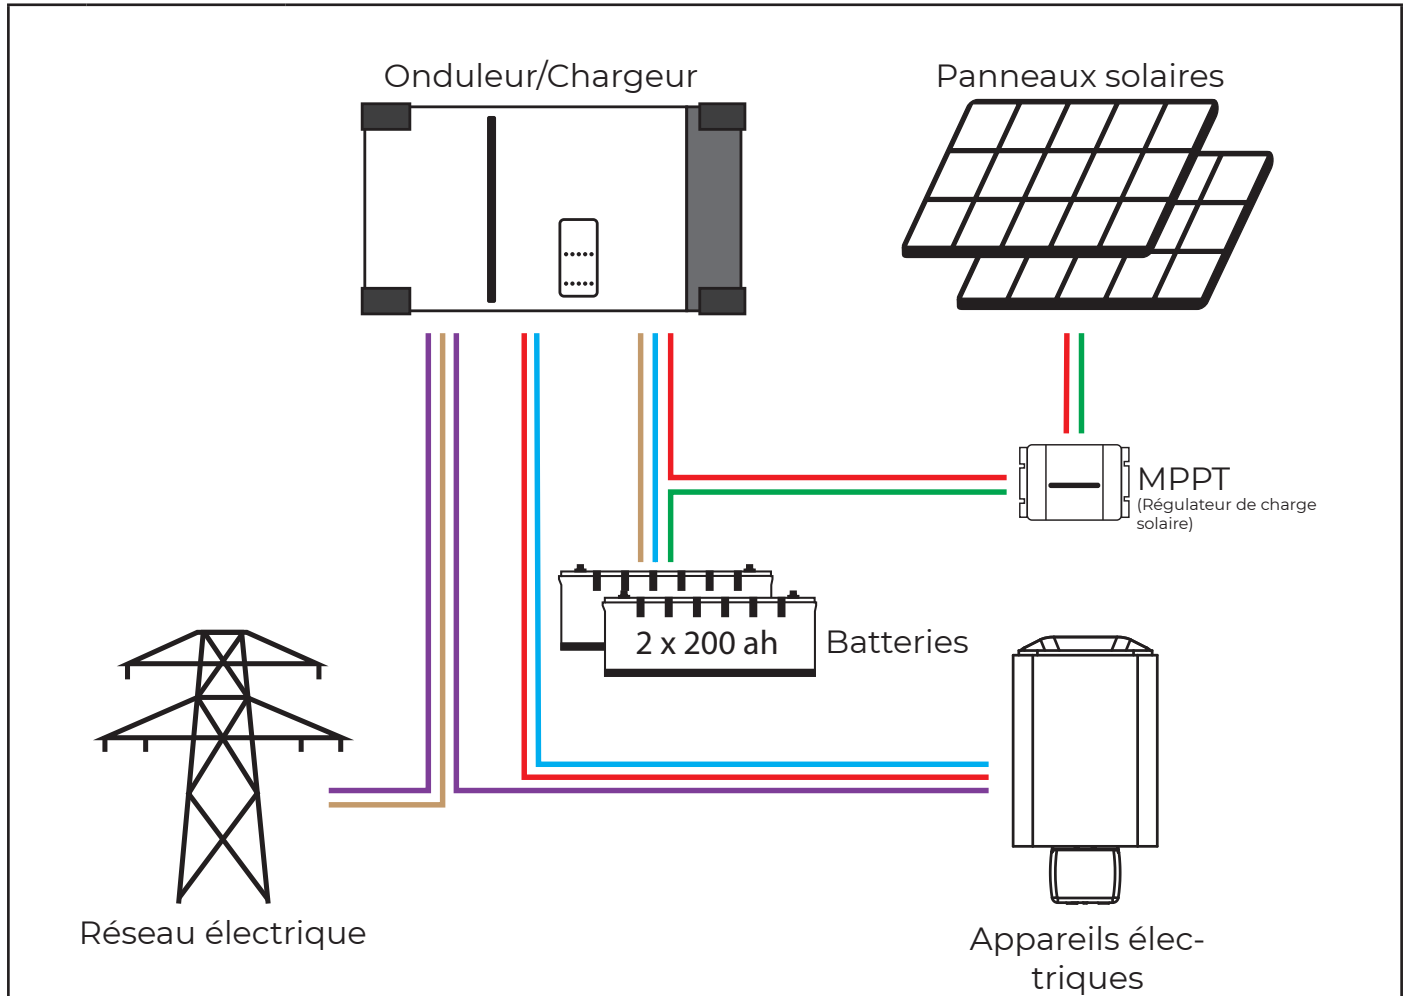 Onduleur/Chargeur
Panneaux solaires
MPPT
(Régulateur de charge
solaire)
2 x 200 ah
Batteries
Réseau électrique
Appareils élec-
triques